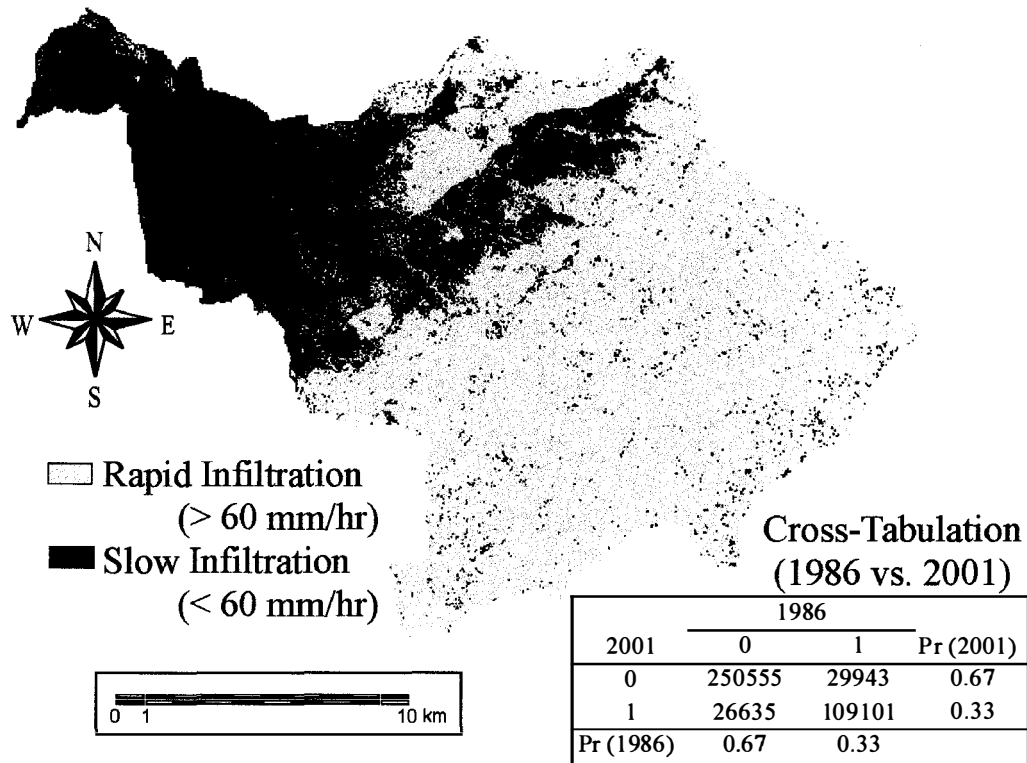 N
W E
S
Rapid Infiltration
(> 60 mm/hr)
Slow Infiltration
(< 60 mm/hr)
0 1 10 km
Cross-Tabulation
(1986 vs. 2001)
1986
2001 0 1 Pr (2001)
0 250555 29943 0.67
1 26635 109101 0.33
Pr (1986) 0.67 0.33